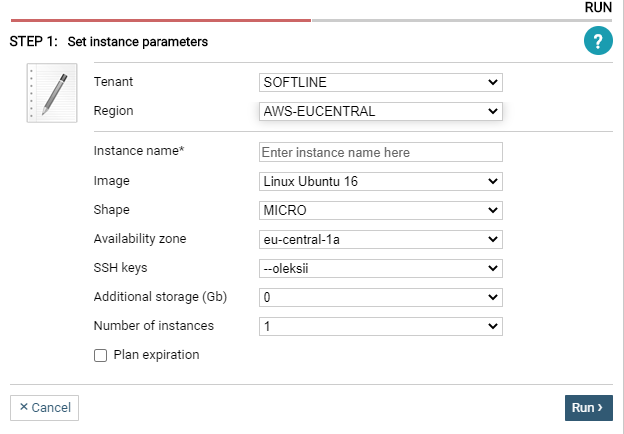 RUN
STEP 1: Set instance parameters
?
Tenant SOFTLINE
Region AWS-EUCENTRAL
Instance name* Enter instance name here
Image Linux Ubuntu 16
Shape MICRO
Availability zone eu-central-1a
SSH keys --oleksii
Additional storage (Gb) 0
Number of instances 1
Plan expiration
× Cancel Run ›